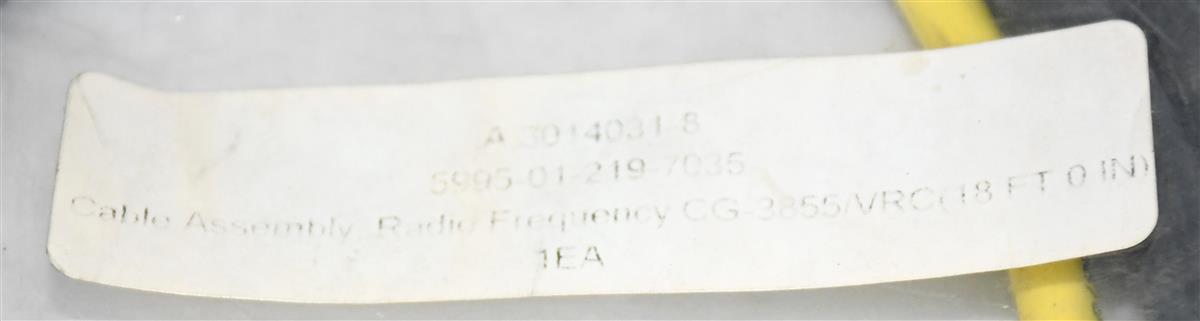 A 3014031-8
5995-01-219-7035
Cable Assembly, Radio Frequency CG-3855/VRC(18 FT 0 IN)
1EA